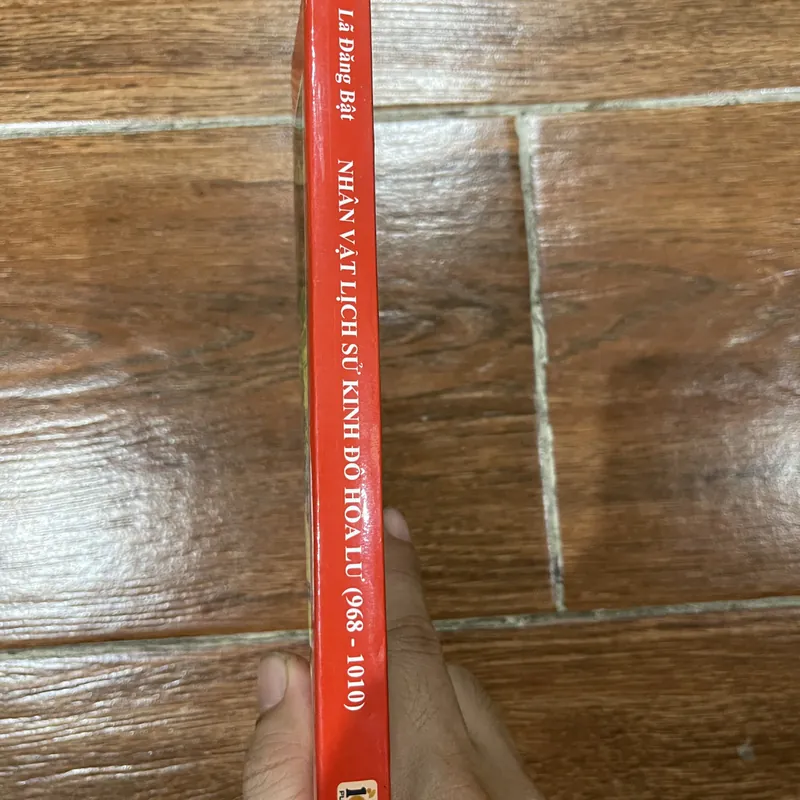 Lã Đăng Bật
NHÂN VẬT LỊCH SỬ KINH ĐÔ HOA LƯ (968 - 1010)